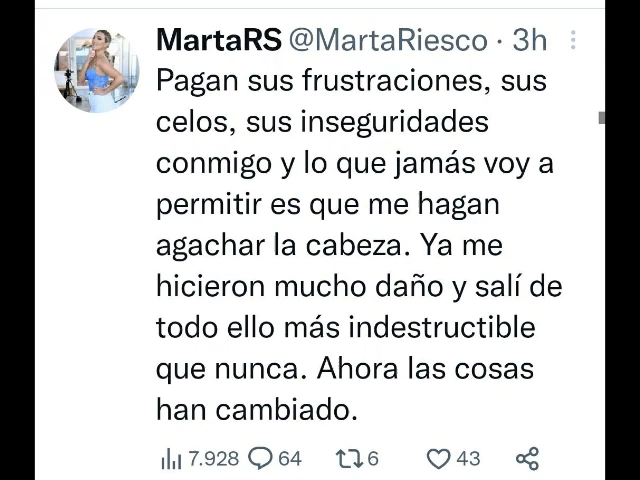 MartaRS @MartaRiesco · 3h
Pagan sus frustraciones, sus
celos, sus inseguridades
conmigo y lo que jamás voy a
permitir es que me hagan
agachar la cabeza. Ya me
hicieron mucho daño y salí de
todo ello más indestructible
que nunca. Ahora las cosas
han cambiado.
7.928 64 6 43